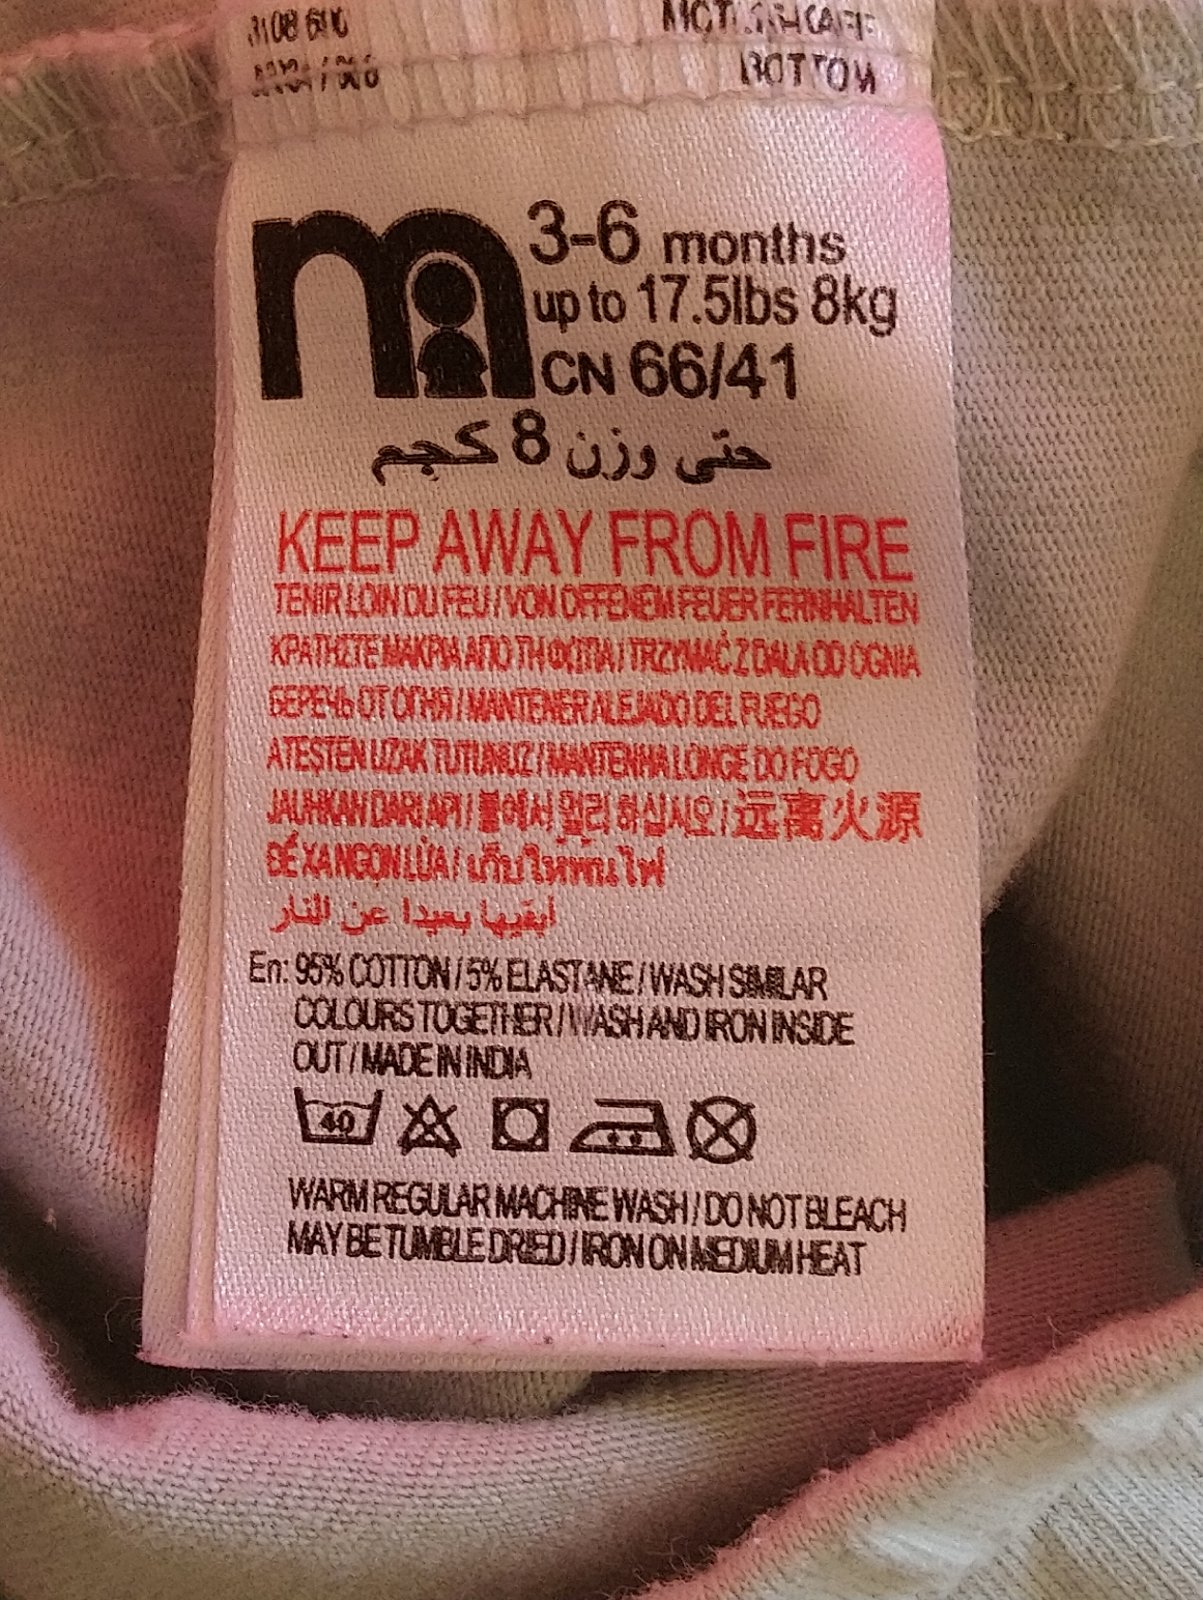 BOTTOM
3-6 months
up to 17.5lbs 8kg
CN 66/41
حتى وزن 8 كجم
KEEP AWAY FROM FIRE
TENIR LOIN DU FEU / VON OFFENEM FEUER FERNHALTEN
ΚΡΑΤΗΣΤΕ ΜΑΚΡΙΑ ΑΠΟ ΤΗ ΦΩΤΙΑ / TRZYMAĆ Z DALA OD OGNIA
БЕРЕЧЬ ОТ ОГНЯ / MANTENER ALEJADO DEL FUEGO
ATEŞTEN UZAK TUTUNUZ / MANTENHA LONGE DO FOGO
JAUHKAN DARI API / 불에서 멀리 하십시오 / 远离火源
ĐỂ XA NGỌN LỬA / เก็บให้พ้นไฟ
أبقيها بعيدا عن النار
En: 95% COTTON / 5% ELASTANE / WASH SIMILAR
COLOURS TOGETHER / WASH AND IRON INSIDE
OUT / MADE IN INDIA
40
WARM REGULAR MACHINE WASH / DO NOT BLEACH
MAY BE TUMBLE DRIED / IRON ON MEDIUM HEAT